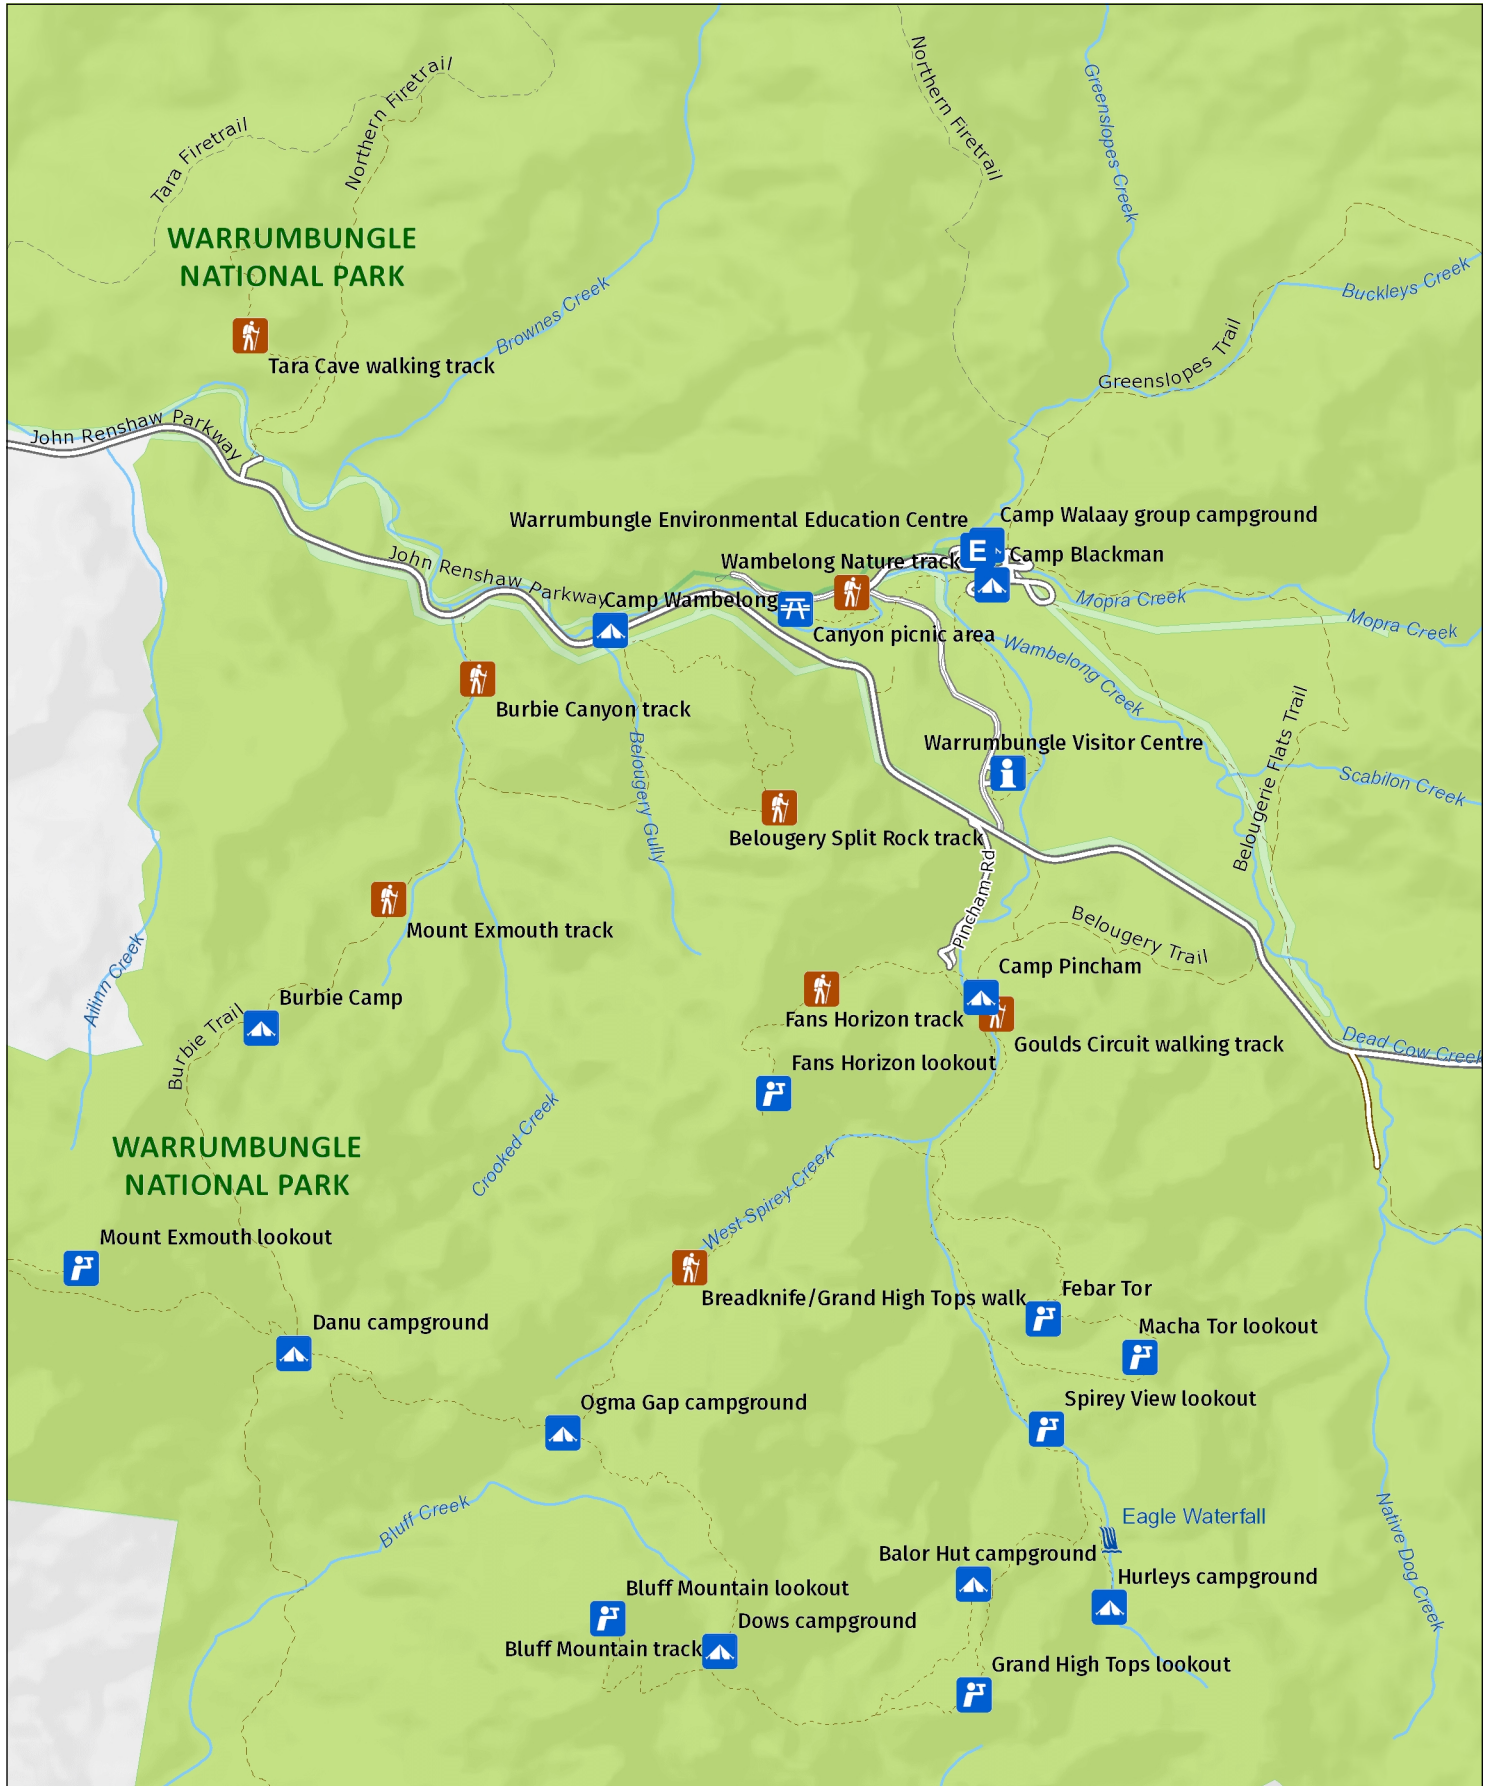 Northern Firetrail
Northern Firetrail
Greenslopes Creek
Tara Firetrail
WARRUMBUNGLE
NATIONAL PARK
Buckleys Creek
Brownes Creek
Greenslopes Trail
Tara Cave walking track
John Renshaw Parkway
Camp Walaay group campground
Warrumbungle Environmental Education Centre
E
John Renshaw Parkway
Wambelong Nature track
Camp Blackman
Camp Wambelong
Mopra Creek
Mopra Creek
Canyon picnic area
Wambelong Creek
Burbie Canyon track
Belougery Gully
Warrumbungle Visitor Centre
Belougerie Flats Trail
Scabilon Creek
Belougery Split Rock track
Pincham Rd
Mount Exmouth track
Belougery Trail
Ailinn Creek
Camp Pincham
Burbie Camp
Fans Horizon track
Burbie Trail
Goulds Circuit walking track
Dead Cow Creek
Fans Horizon lookout
Crooked Creek
WARRUMBUNGLE
NATIONAL PARK
West Spirey Creek
Mount Exmouth lookout
Breadknife/Grand High Tops walk
Febar Tor
Danu campground
Macha Tor lookout
Ogma Gap campground
Spirey View lookout
Bluff Creek
Eagle Waterfall
Native Dog Creek
Balor Hut campground
Hurleys campground
Bluff Mountain lookout
Dows campground
Bluff Mountain track
Grand High Tops lookout